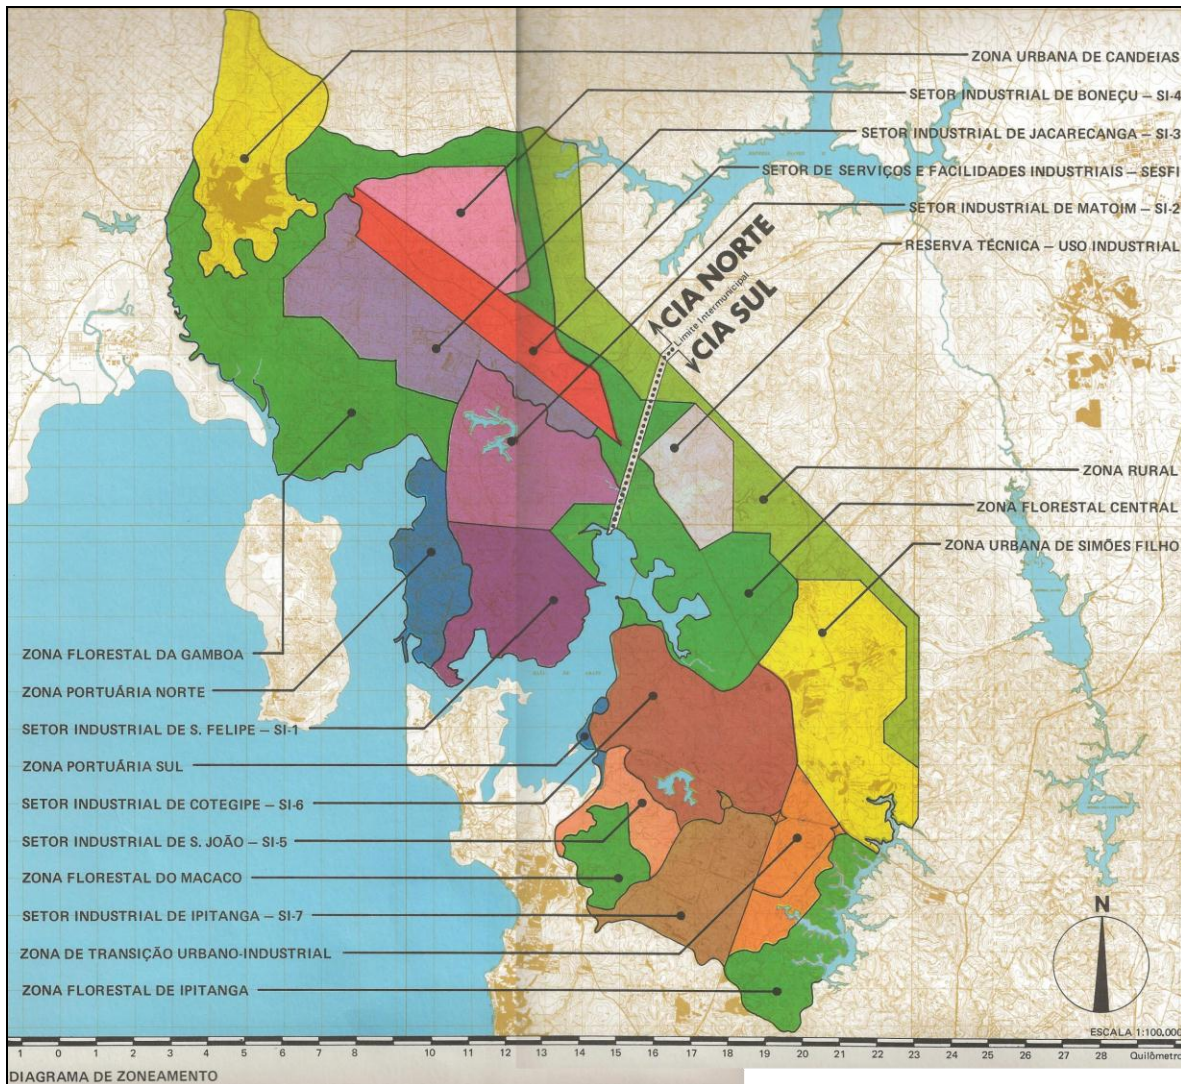 ZONA URBANA DE CANDEIAS
SETOR INDUSTRIAL DE BONEÇU – SI-4
SETOR INDUSTRIAL DE JACARECANGA – SI-3
SETOR DE SERVIÇOS E FACILIDADES INDUSTRIAIS – SESFI
SETOR INDUSTRIAL DE MATOIM – SI-2
RESERVA TÉCNICA – USO INDUSTRIAL
CIA NORTE
Limite Intermunicipal
CIA SUL
ZONA RURAL
ZONA FLORESTAL CENTRAL
ZONA URBANA DE SIMÕES FILHO
ZONA FLORESTAL DA GAMBOA
ZONA PORTUÁRIA NORTE
SETOR INDUSTRIAL DE S. FELIPE – SI-1
ZONA PORTUÁRIA SUL
SETOR INDUSTRIAL DE COTEGIPE – SI-6
SETOR INDUSTRIAL DE S. JOÃO – SI-5
ZONA FLORESTAL DO MACACO
SETOR INDUSTRIAL DE IPITANGA – SI-7
ZONA DE TRANSIÇÃO URBANO-INDUSTRIAL
ZONA FLORESTAL DE IPITANGA
N
ESCALA 1:100.000
1 0 1 2 3 4 5 6 7 8 10 11 12 13 14 15 16 17 18 19 20 21 22 23 24 25 26 27 28 Quilômetro
DIAGRAMA DE ZONEAMENTO